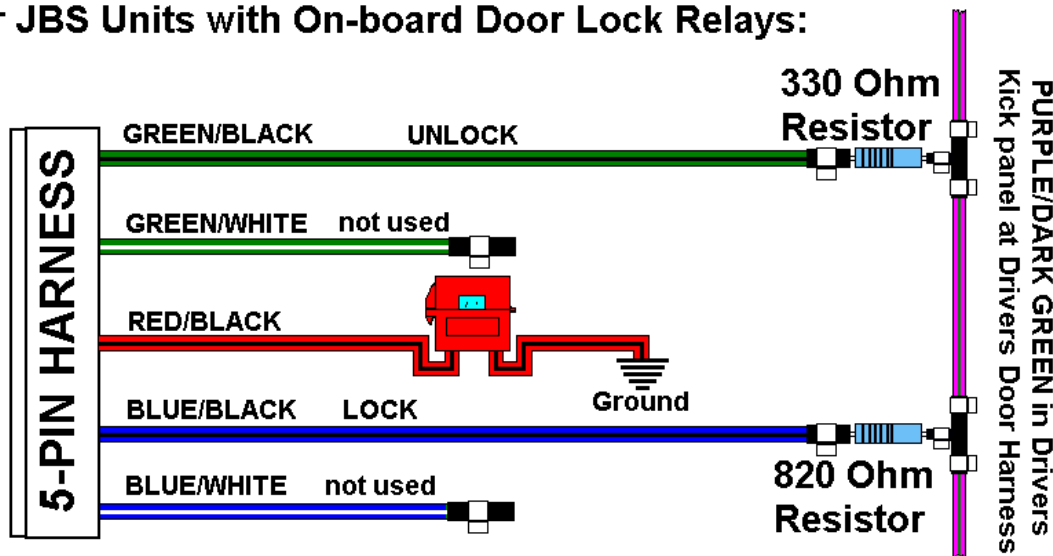 JBS Units with On-board Door Lock Relays:
330 Ohm
Resistor
GREEN/BLACK UNLOCK
GREEN/WHITE not used
RED/BLACK
Ground
BLUE/BLACK LOCK
820 Ohm
Resistor
BLUE/WHITE not used
5-PIN HARNESS
PURPLE/DARK GREEN in Drivers
Kick panel at Drivers Door Harness